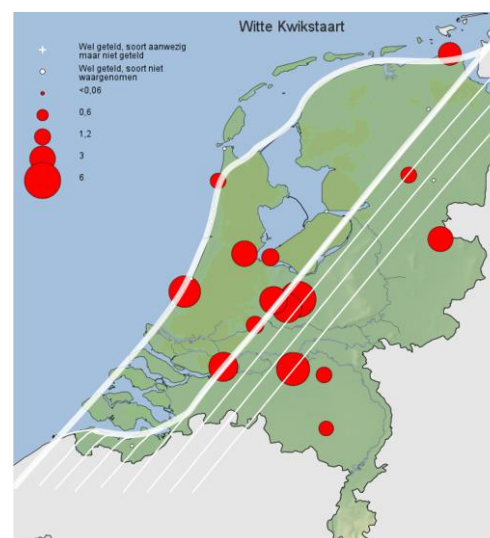 Witte Kwikstaart
Wel geteld, soort aanwezig
maar niet geteld
Wel geteld, soort niet
waargenomen
<0,06
0,6
1,2
3
6